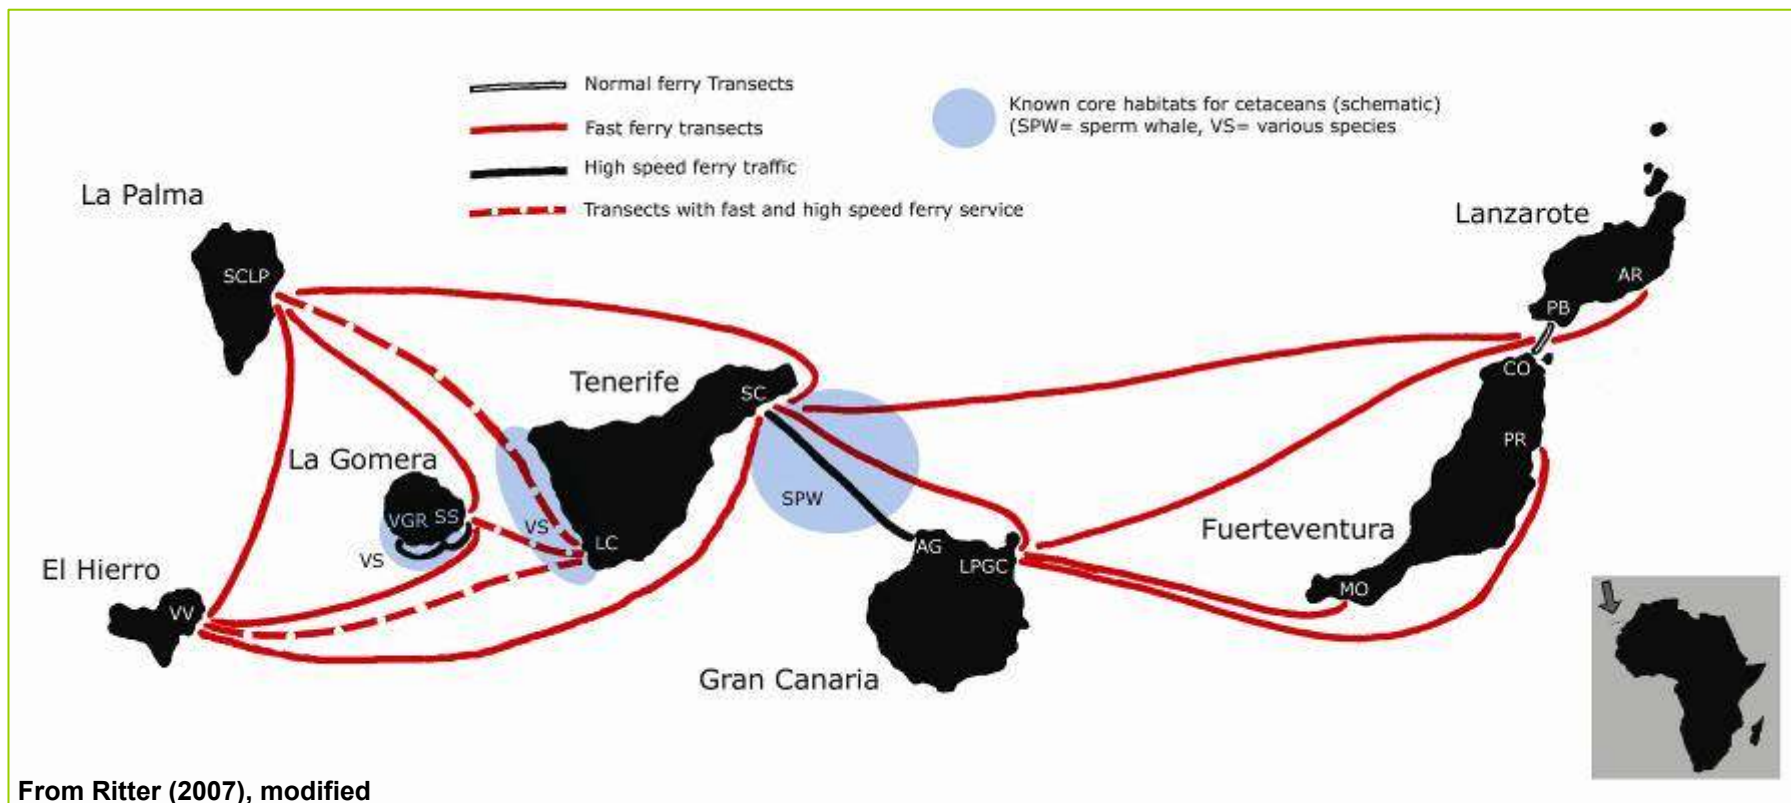 Normal ferry Transects
Fast ferry transects
High speed ferry traffic
Transects with fast and high speed ferry service
Known core habitats for cetaceans (schematic)
(SPW= sperm whale, VS= various species
La Palma
SCLP
Lanzarote
AR
PB
CO
Tenerife
SC
PR
La Gomera
VGR SS
VS
VS
LC
SPW
Fuerteventura
AG
LPGC
MO
El Hierro
VV
Gran Canaria
From Ritter (2007), modified